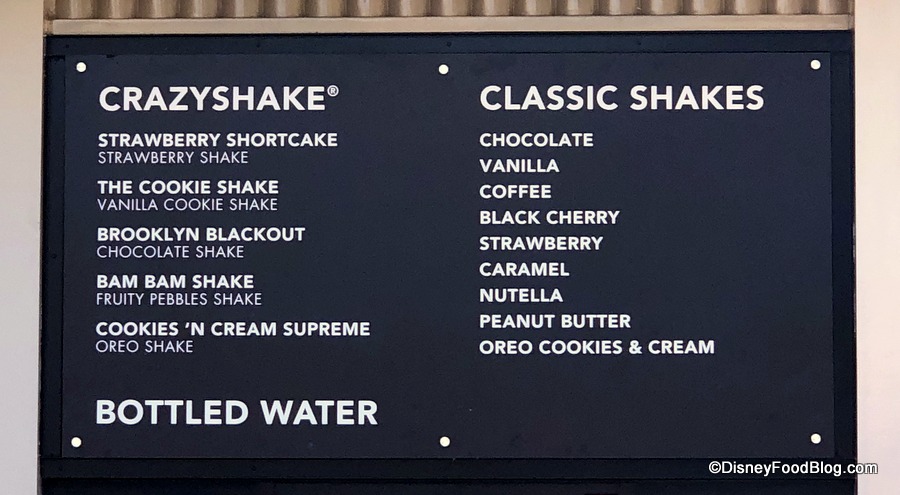 CRAZYSHAKE®
STRAWBERRY SHORTCAKE
STRAWBERRY SHAKE
THE COOKIE SHAKE
VANILLA COOKIE SHAKE
BROOKLYN BLACKOUT
CHOCOLATE SHAKE
BAM BAM SHAKE
FRUITY PEBBLES SHAKE
COOKIES 'N CREAM SUPREME
OREO SHAKE
BOTTLED WATER
CLASSIC SHAKES
CHOCOLATE
VANILLA
COFFEE
BLACK CHERRY
STRAWBERRY
CARAMEL
NUTELLA
PEANUT BUTTER
OREO COOKIES & CREAM
©DisneyFoodBlog.com